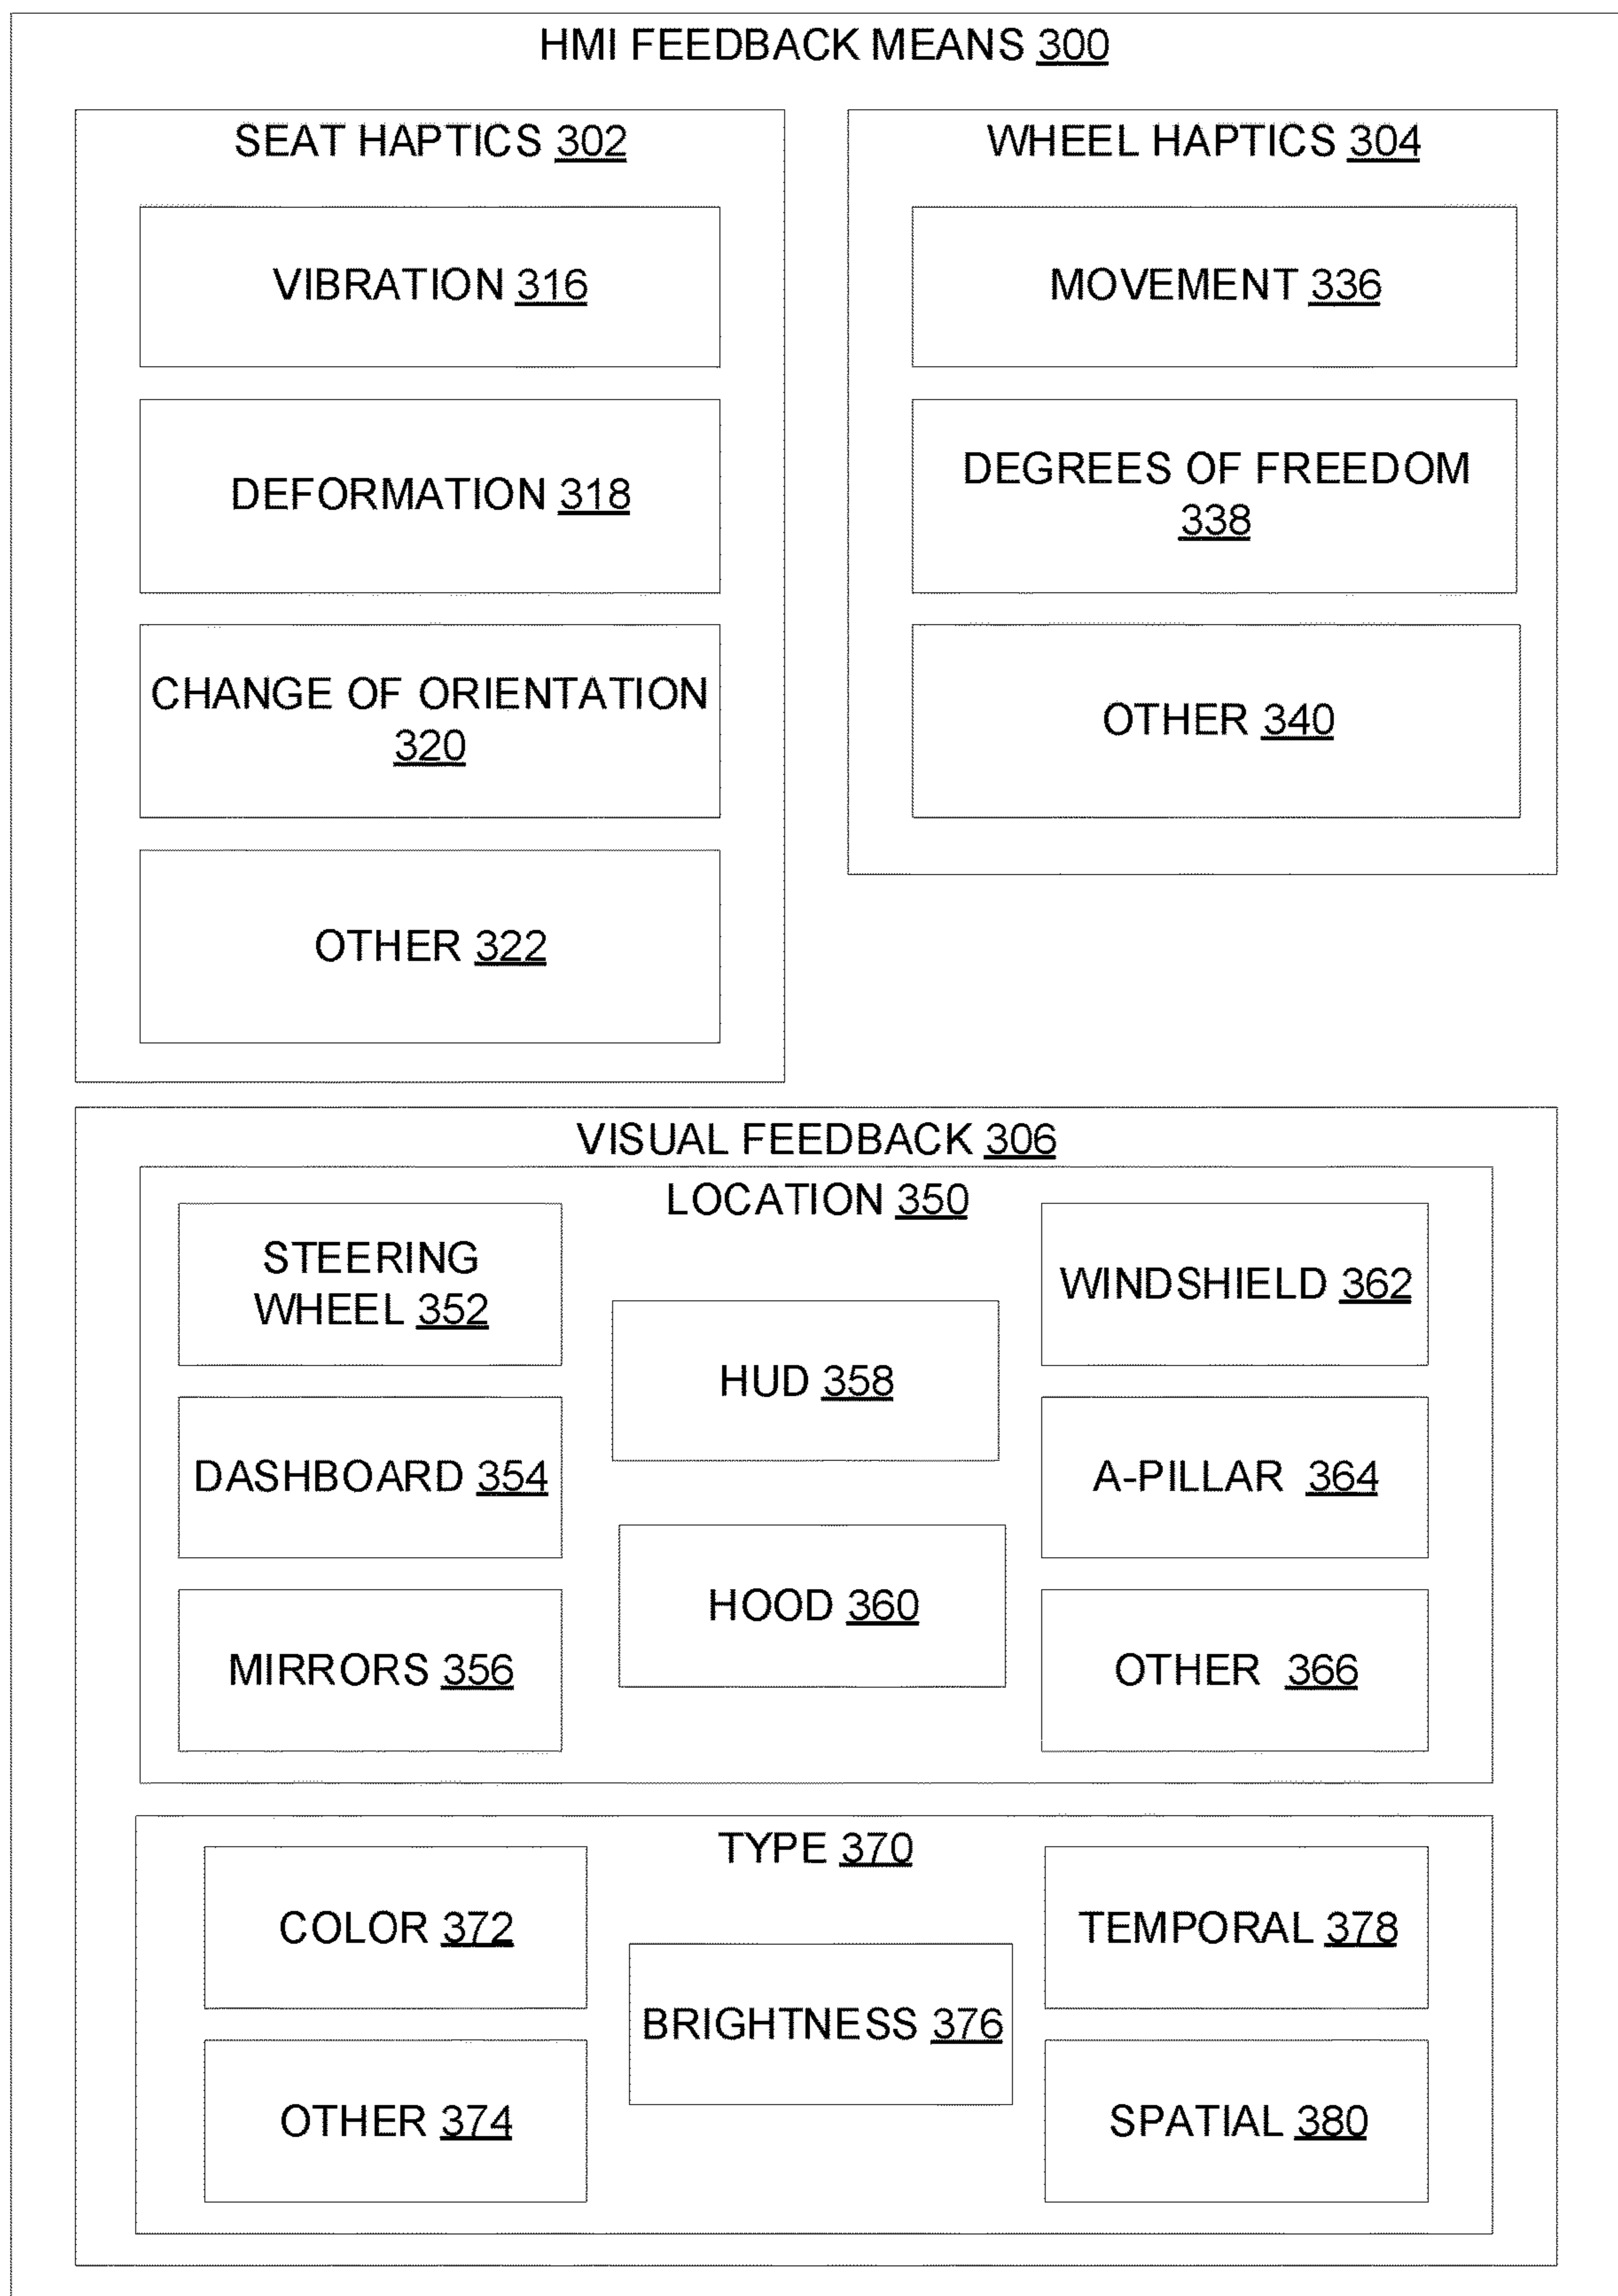 HMI FEEDBACK MEANS 300
SEAT HAPTICS 302
VIBRATION 316
DEFORMATION 318
CHANGE OF ORIENTATION
320
OTHER 322
WHEEL HAPTICS 304
MOVEMENT 336
DEGREES OF FREEDOM
338
OTHER 340
VISUAL FEEDBACK 306
LOCATION 350
STEERING
WHEEL 352
DASHBOARD 354
MIRRORS 356
HUD 358
HOOD 360
WINDSHIELD 362
A-PILLAR 364
OTHER 366
TYPE 370
COLOR 372
OTHER 374
BRIGHTNESS 376
TEMPORAL 378
SPATIAL 380